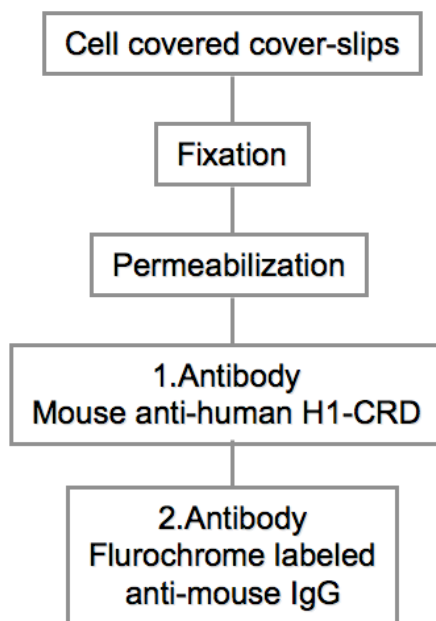 Cell covered cover-slips
Fixation
Permeabilization
1.Antibody
Mouse anti-human H1-CRD
2.Antibody
Flurochrome labeled
anti-mouse IgG